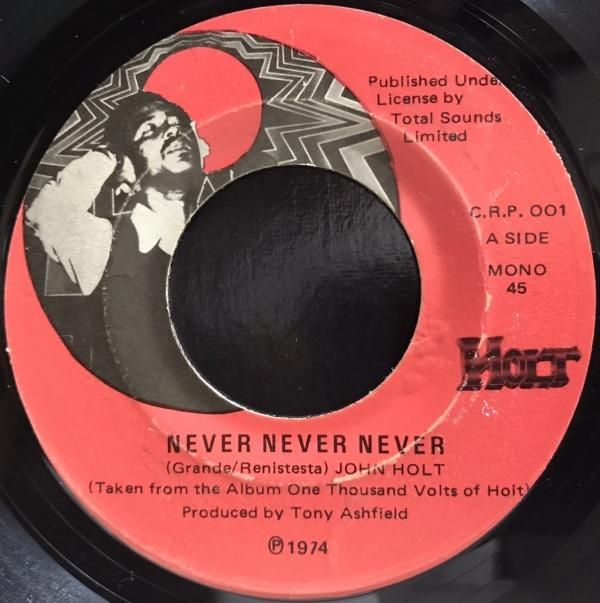 Published Under
License by
Total Sounds
Limited
C.R.P. 001
A SIDE
MONO
45
HOLT
NEVER NEVER NEVER
(Grande/Renistesta) JOHN HOLT
(Taken from the Album One Thousand Volts of Holt)
Produced by Tony Ashfield
Ⓟ 1974